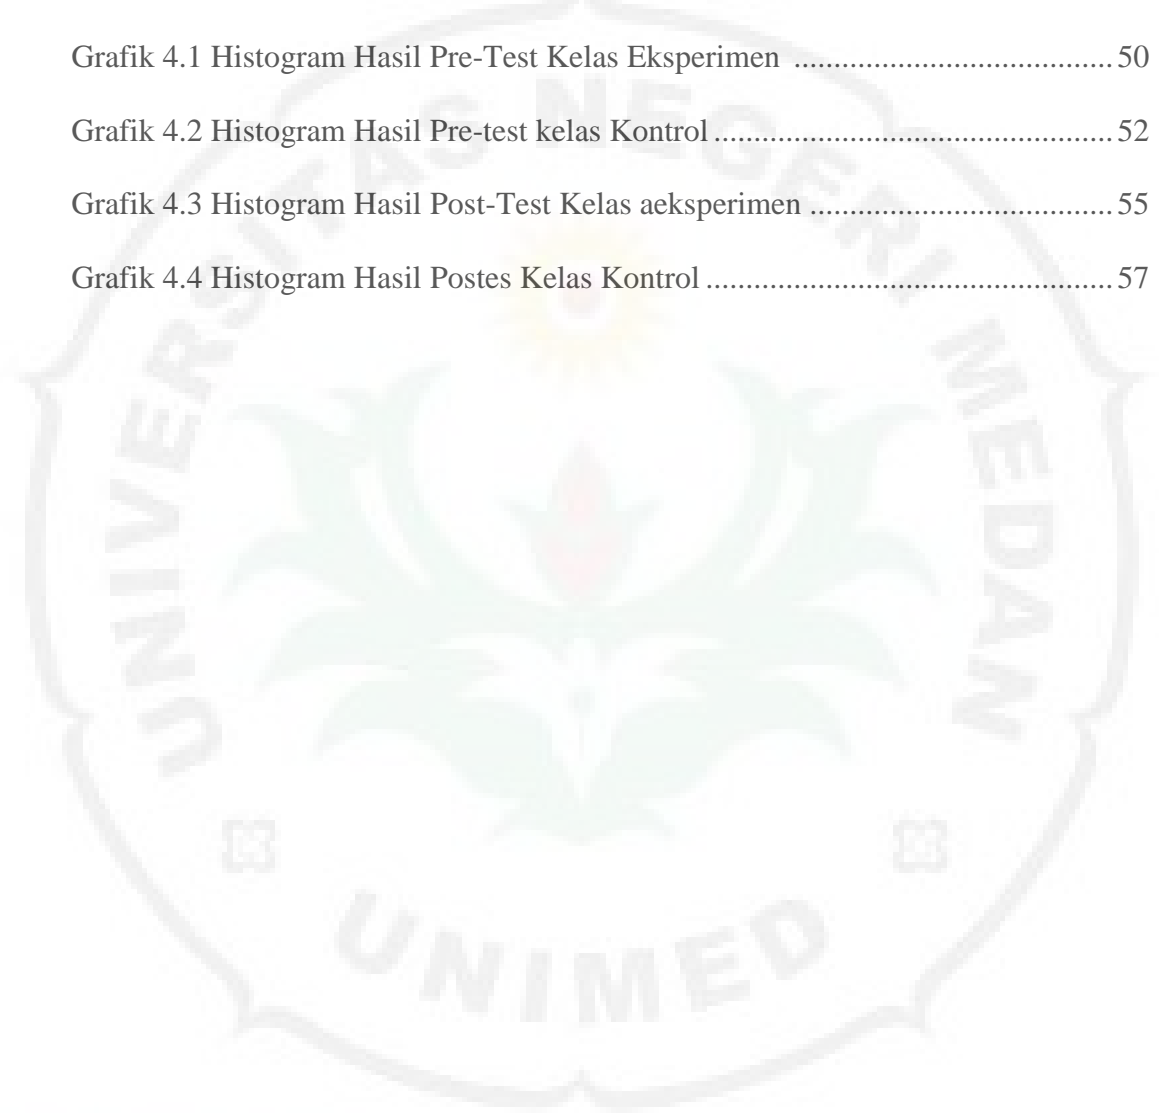 Grafik 4.1 Histogram Hasil Pre-Test Kelas Eksperimen ........................................ 50
Grafik 4.2 Histogram Hasil Pre-test kelas Kontrol ................................................... 52
Grafik 4.3 Histogram Hasil Post-Test Kelas aeksperimen ...................................... 55
Grafik 4.4 Histogram Hasil Postes Kelas Kontrol ................................................... 57
UNIVERSITAS NEGERI MEDAN
UNIMED